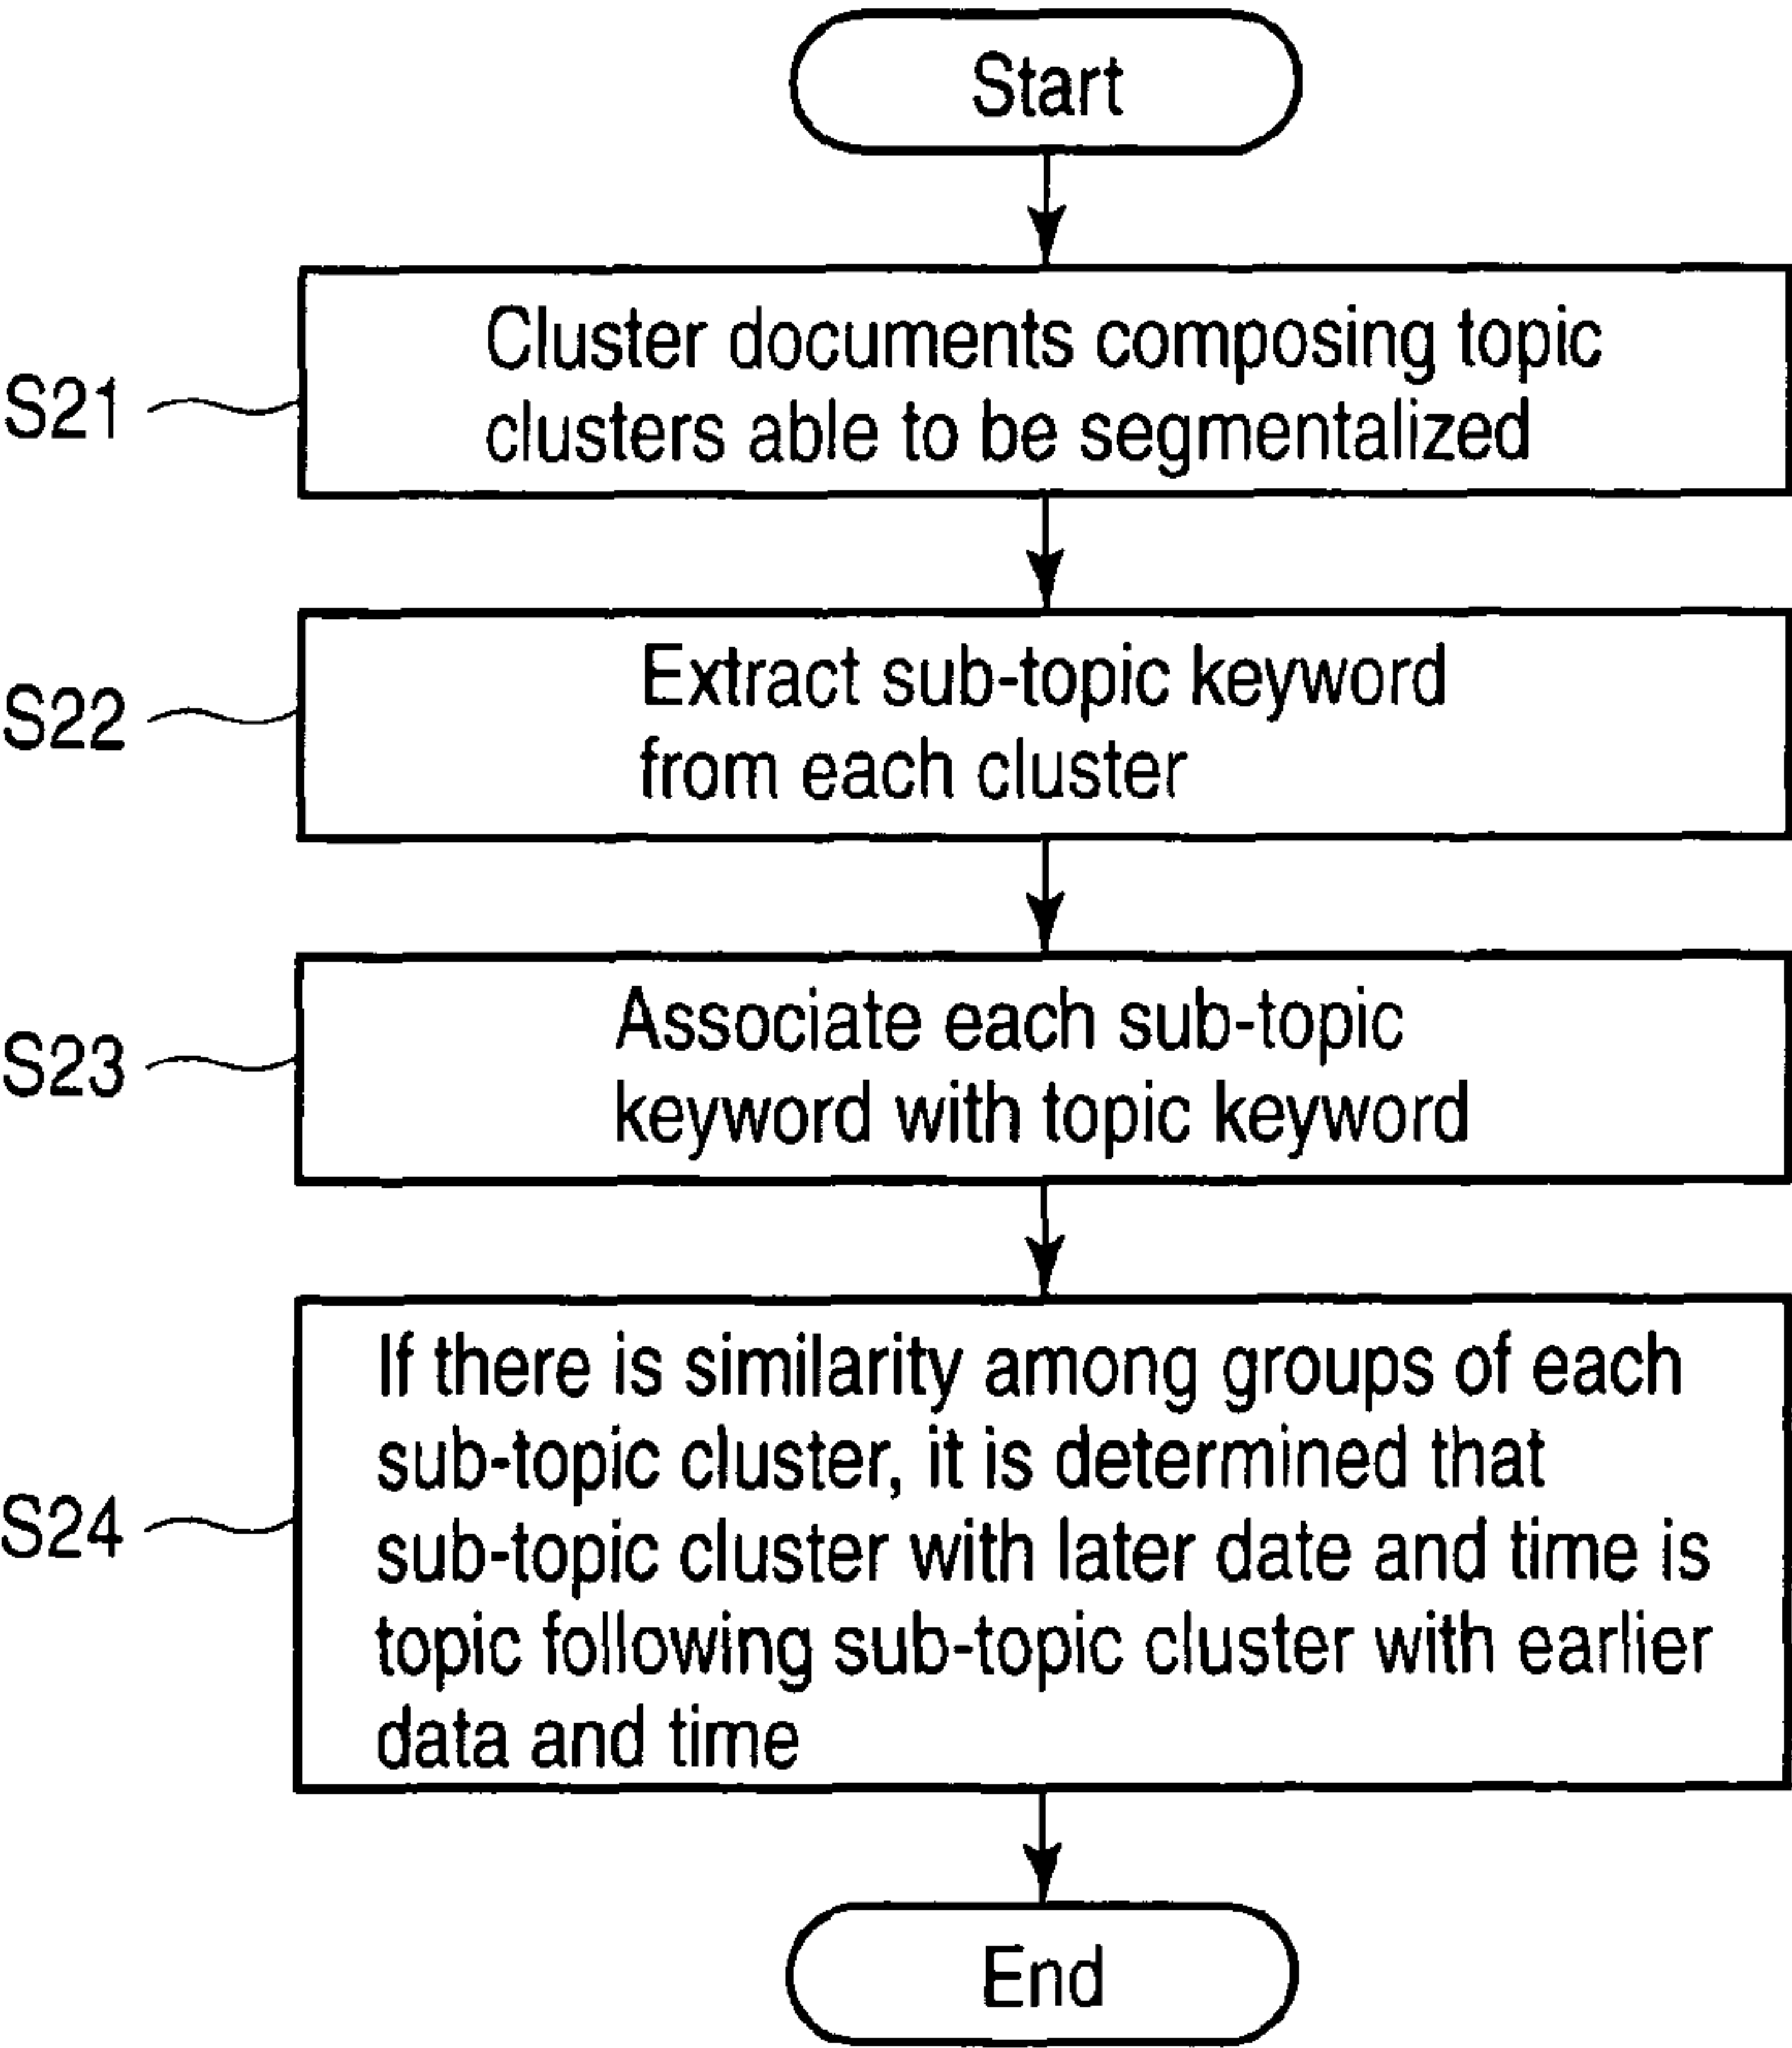 Start
S21
Cluster documents composing topic
clusters able to be segmentalized
S22
Extract sub-topic keyword
from each cluster
S23
Associate each sub-topic
keyword with topic keyword
S24
If there is similarity among groups of each
sub-topic cluster, it is determined that
sub-topic cluster with later date and time is
topic following sub-topic cluster with earlier
data and time
End